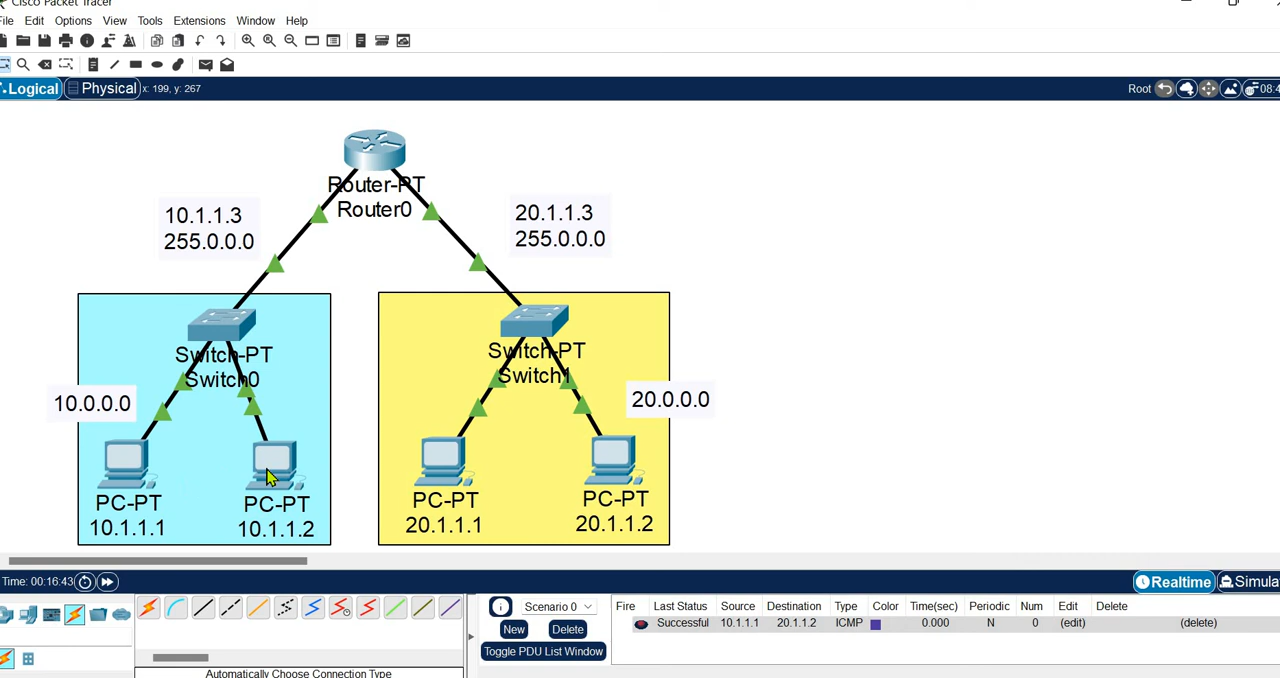 Cisco Packet Tracer
File Edit Options View Tools Extensions Window Help
Logical Physical x: 199, y: 267 Root 08:4
Router-PT
Router0
10.1.1.3
255.0.0.0
20.1.1.3
255.0.0.0
Switch-PT
Switch0
Switch-PT
Switch1
10.0.0.0
20.0.0.0
PC-PT
10.1.1.1
PC-PT
10.1.1.2
PC-PT
20.1.1.1
PC-PT
20.1.1.2
Time: 00:16:43 Realtime Simula
Scenario 0
New Delete
Toggle PDU List Window
Fire Last Status Source Destination Type Color Time(sec) Periodic Num Edit Delete
Successful 10.1.1.1 20.1.1.2 ICMP 0.000 N 0 (edit) (delete)
Automatically Choose Connection Type